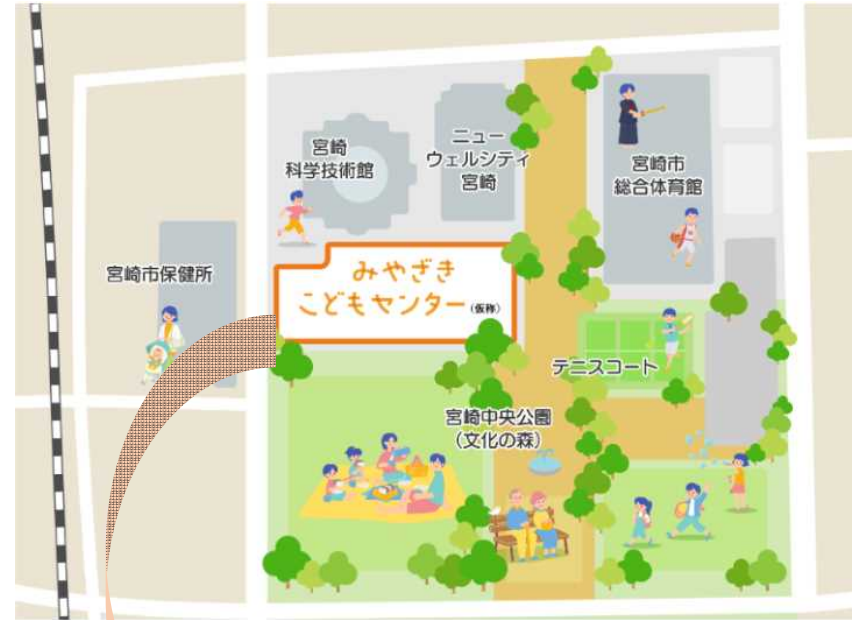 宮崎
科学技術館
ニュー
ウェルシティ
宮崎
宮崎市
総合体育館
宮崎市保健所
みやざき
こどもセンター(仮称)
テニスコート
宮崎中央公園
(文化の森)